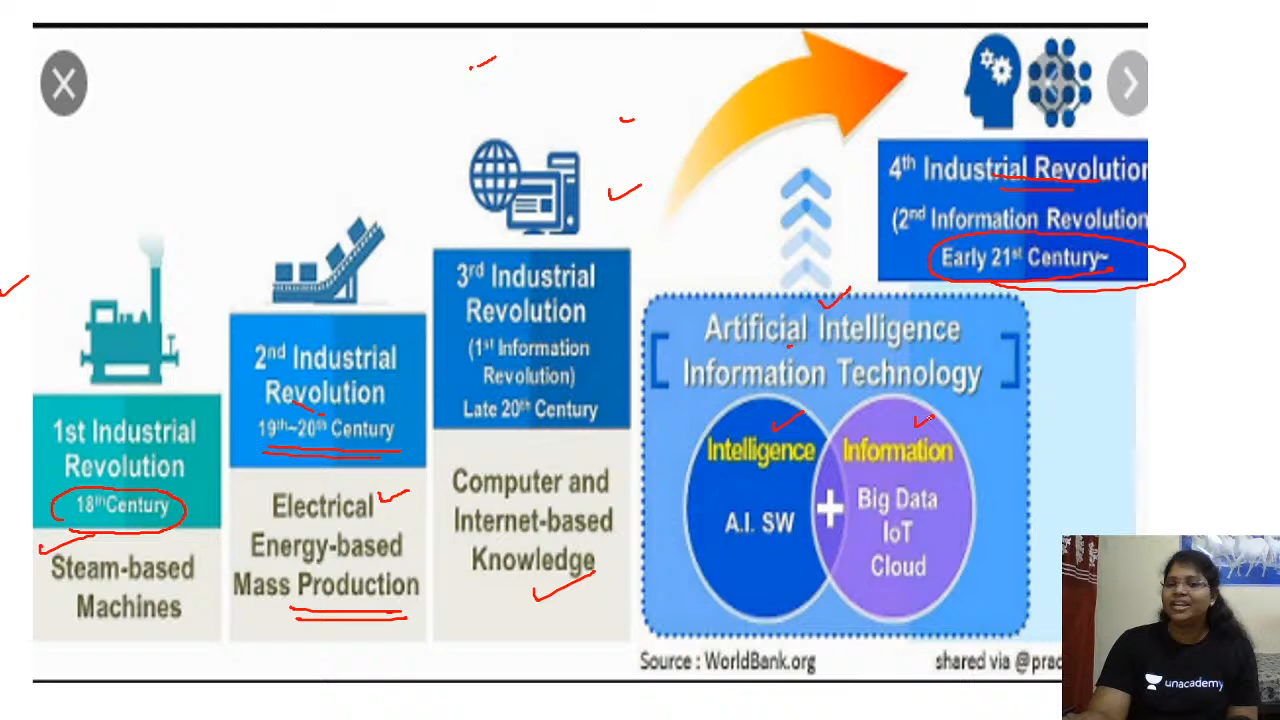 1st Industrial
Revolution
18thCentury
Steam-based
Machines
2nd Industrial
Revolution
19th~20th Century
Electrical
Energy-based
Mass Production
3rd Industrial
Revolution
(1st Information
Revolution)
Late 20th Century
Computer and
Internet-based
Knowledge
4th Industrial Revolution
(2nd Information Revolution
Early 21st Century~
Artificial Intelligence
Information Technology
Intelligence
A.I. SW
+
Information
Big Data
IoT
Cloud
Source : WorldBank.org
shared via @prac
unacademy